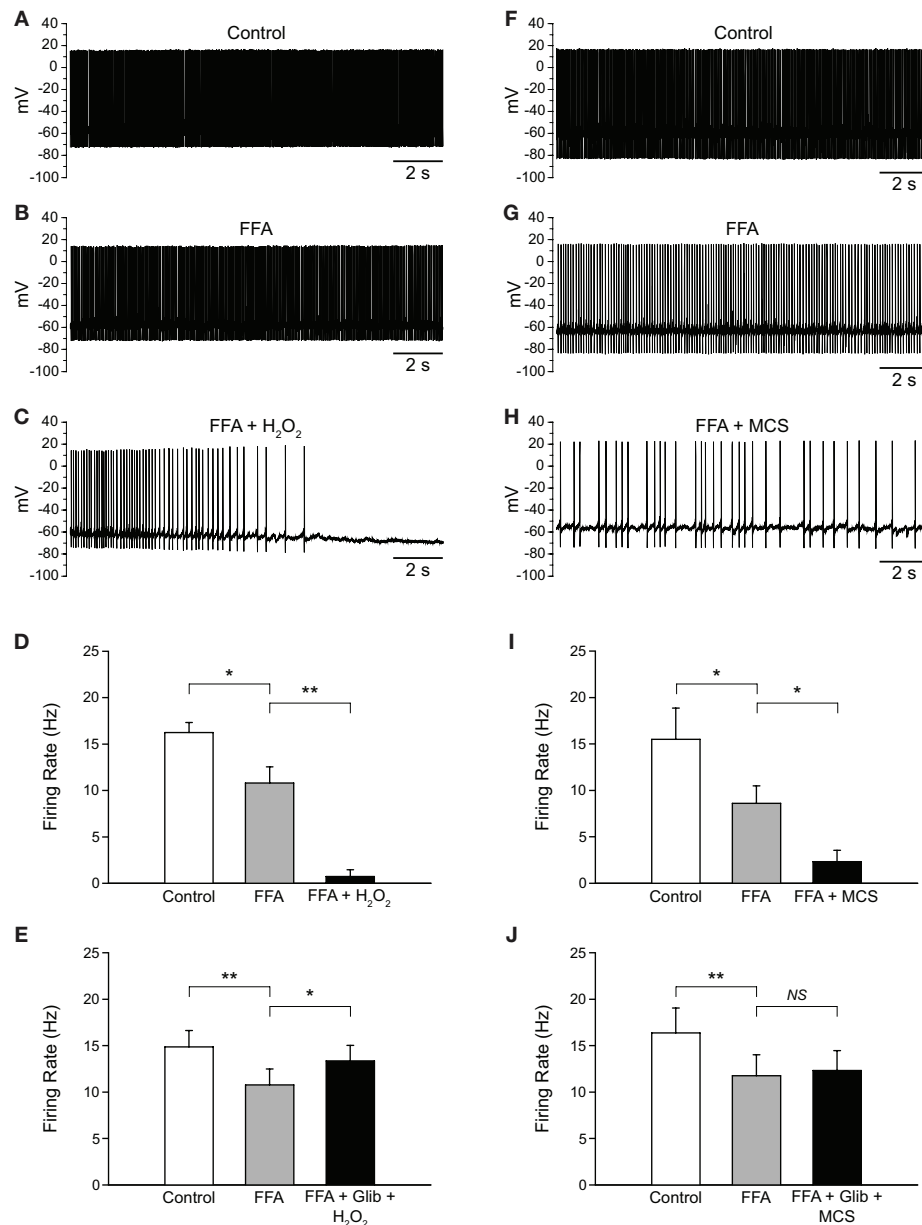 A
Control
40
20
0
-20
-40
-60
-80
-100
mV
2 s
B
FFA
40
20
0
-20
-40
-60
-80
-100
mV
2 s
C
FFA + H₂O₂
40
20
0
-20
-40
-60
-80
-100
mV
2 s
D
25
20
15
10
5
0
Firing Rate (Hz)
*
**
Control FFA FFA + H₂O₂
E
25
20
15
10
5
0
Firing Rate (Hz)
**
*
Control FFA FFA + Glib +
H₂O₂
F
Control
40
20
0
-20
-40
-60
-80
-100
mV
2 s
G
FFA
40
20
0
-20
-40
-60
-80
-100
mV
2 s
H
FFA + MCS
40
20
0
-20
-40
-60
-80
-100
mV
2 s
I
25
20
15
10
5
0
Firing Rate (Hz)
*
*
Control FFA FFA + MCS
J
25
20
15
10
5
0
Firing Rate (Hz)
**
NS
Control FFA FFA + Glib +
MCS